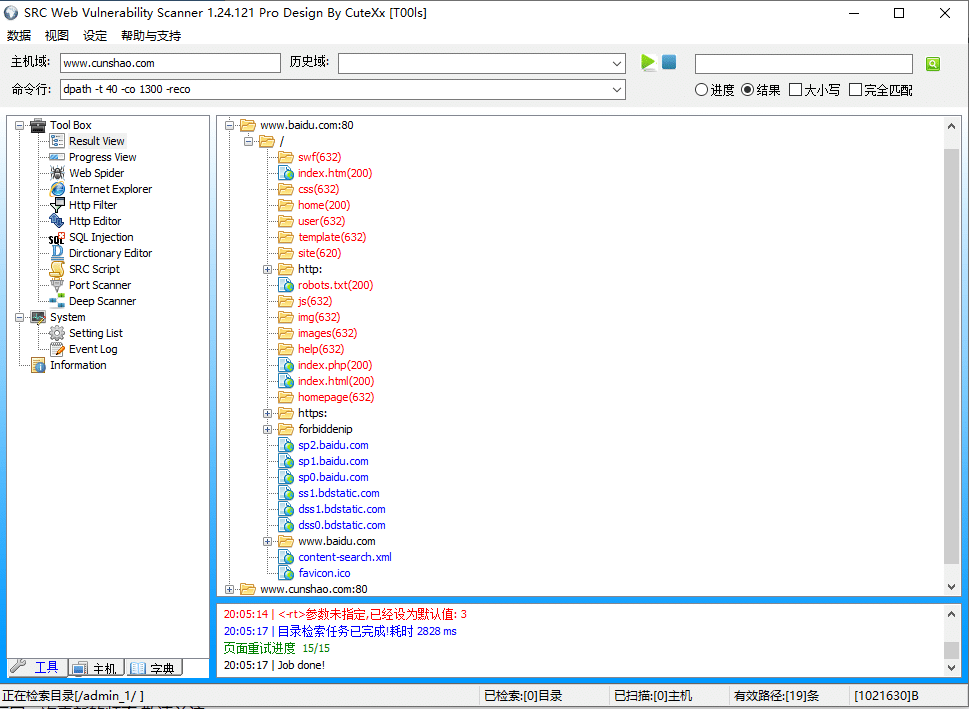 SRC Web Vulnerability Scanner 1.24.121 Pro Design By CuteXx [T00ls]
数据 视图 设定 帮助与支持
主机域: www.cunshao.com 历史域:
命令行: dpath -t 40 -co 1300 -reco 进度 结果 大小写 完全匹配
Tool Box
Result View
Progress View
Web Spider
Internet Explorer
Http Filter
Http Editor
SQL Injection
Dirctionary Editor
SRC Script
Port Scanner
Deep Scanner
System
Setting List
Event Log
Information
工具 主机 字典
www.baidu.com:80
/
swf(632)
index.htm(200)
css(632)
home(200)
user(632)
template(632)
site(620)
http:
robots.txt(200)
js(632)
img(632)
images(632)
help(632)
index.php(200)
index.html(200)
homepage(632)
https:
forbiddenip
sp2.baidu.com
sp1.baidu.com
sp0.baidu.com
ss1.bdstatic.com
dss1.bdstatic.com
dss0.bdstatic.com
www.baidu.com
content-search.xml
favicon.ico
www.cunshao.com:80
20:05:14 | <-rt>参数未指定,已经设为默认值: 3
20:05:17 | 目录检索任务已完成!耗时 2828 ms
页面重试进度 15/15
20:05:17 | Job done!
正在检索目录[/admin_1/ ] 已检索:[0]目录 已扫描:[0]主机 有效路径:[19]条 [1021630]B